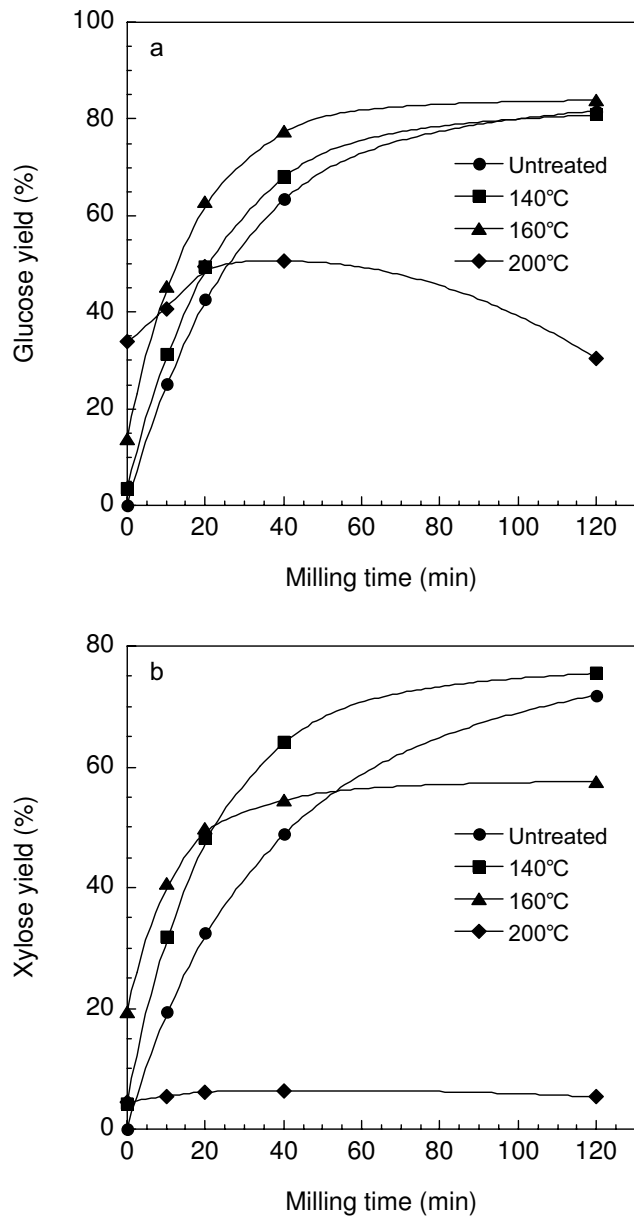 a
100
80
60
40
20
0
Glucose yield (%)
Untreated
140℃
160℃
200℃
0 20 40 60 80 100 120
Milling time (min)
b
80
60
40
20
0
Xylose yield (%)
Untreated
140℃
160℃
200℃
0 20 40 60 80 100 120
Milling time (min)